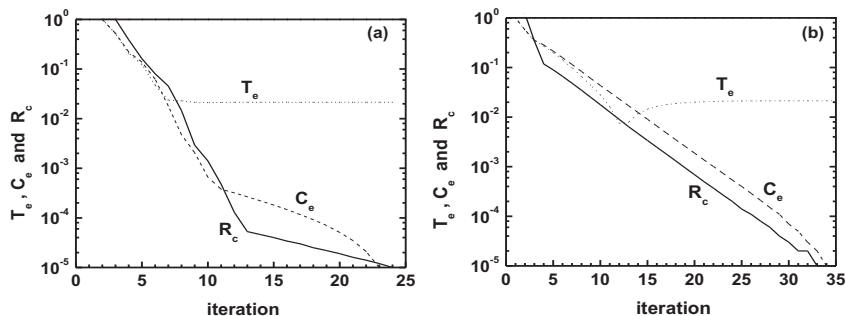 (a)
T_e, C_e and R_c
10^0
10^-1
10^-2
10^-3
10^-4
10^-5
T_e
C_e
R_c
0 5 10 15 20 25
iteration
(b)
T_e, C_e and R_c
10^0
10^-1
10^-2
10^-3
10^-4
10^-5
T_e
C_e
R_c
0 5 10 15 20 25 30 35
iteration